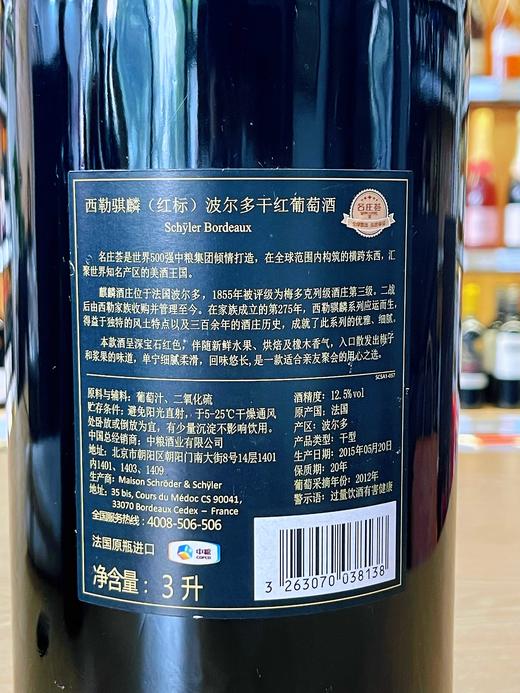 西勒骐麟（红标）波尔多干红葡萄酒
Schÿler Bordeaux
名庄荟
名庄荟是世界500强中粮集团倾情打造，在全球范围内构筑的横跨东西，汇
聚世界知名产区的美酒王国。
麒麟酒庄位于法国波尔多，1855年被评级为梅多克列级酒庄第三级。二战
后由西勒家族收购并管理至今。在家族成立的第275年，西勒骐麟系列应运而生，
得益于独特的风土特点以及三百余年的酒庄历史，成就了此系列的优雅、细腻。
本款酒呈深宝石红色，伴随新鲜水果、烘焙及橡木香气，入口散发出梅子
和浆果的味道，单宁细腻柔滑，回味悠长，是一款适合亲友聚会的用心之选。
SCSA1-057
原料与辅料：葡萄汁、二氧化硫
贮存条件：避免阳光直射，于5-25℃干燥通风
处卧放或倒放为宜，有少量沉淀不影响饮用。
中国总经销商：中粮酒业有限公司
地址：北京市朝阳区朝阳门南大街8号14层1401
内1401、1403、1409
生产商：Maison Schröder & Schÿler
地址：35 bis, Cours du Médoc CS 90041,
33070 Bordeaux Cedex – France
全国服务热线：4008-506-506
酒精度：12.5%vol
原产国：法国
产区：波尔多
产品类型：干型
生产日期：2015年05月20日
保质期：20年
葡萄采摘年份：2012年
警示语：过量饮酒有害健康
法国原瓶进口
中粮
COFCO
净含量：3升
3 263070 038138